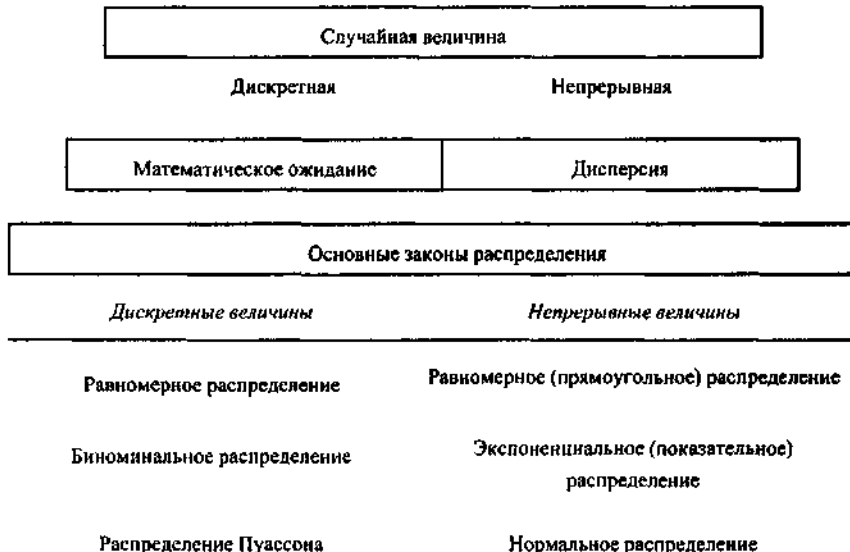 Случайная величина
Дискретная Непрерывная
Математическое ожидание Дисперсия
Основные законы распределения
Дискретные величины Непрерывные величины
Равномерное распределение Равномерное (прямоугольное) распределение
Биноминальное распределение Экспоненциальное (показательное)
распределение
Распределение Пуассона Нормальное распределение